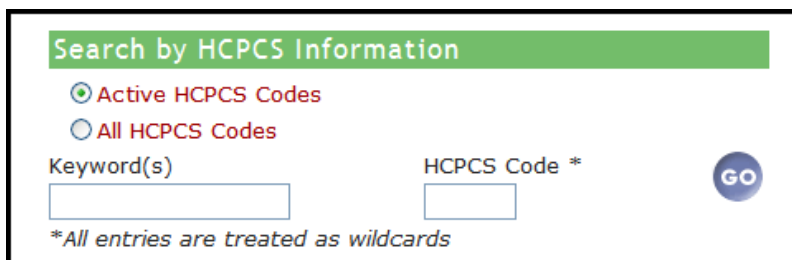 Search by HCPCS Information
Active HCPCS Codes
All HCPCS Codes
Keyword(s) HCPCS Code *
GO
*All entries are treated as wildcards